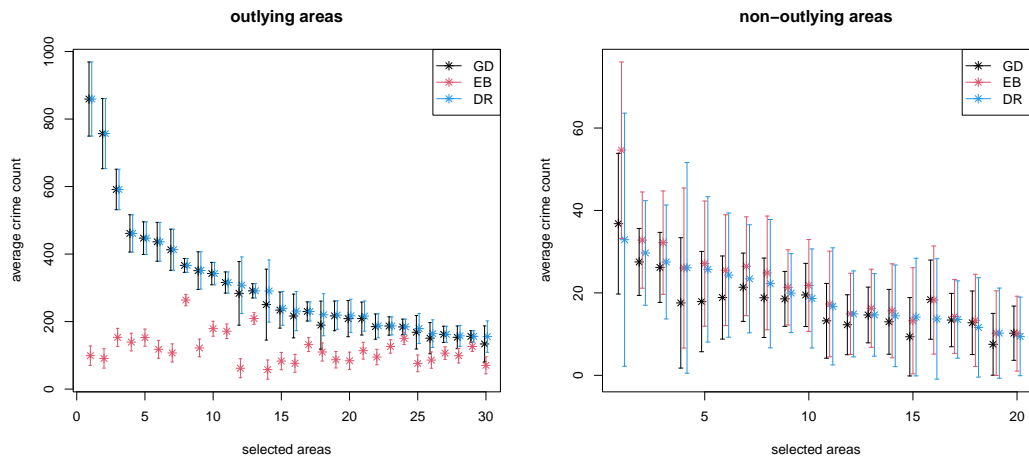 outlying areas
average crime count
0
200
400
600
800
1000
0
5
10
15
20
25
30
selected areas
GD
EB
DR
non−outlying areas
average crime count
0
20
40
60
5
10
15
20
selected areas
GD
EB
DR